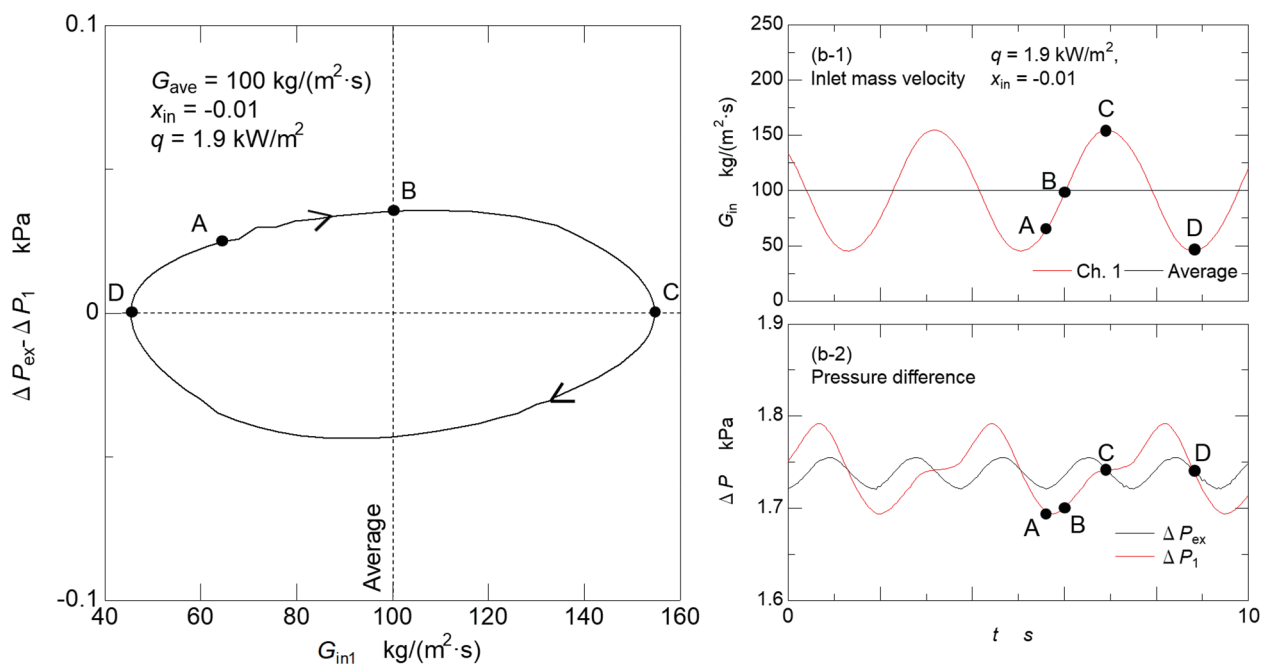 0.1
G_ave = 100 kg/(m²·s)
x_in = -0.01
q = 1.9 kW/m²
B
A
D
C
0
ΔP_ex-ΔP_1 kPa
Average
-0.1
40 60 80 100 120 140 160
G_in1 kg/(m²·s)
(b-1)
Inlet mass velocity
q = 1.9 kW/m²,
x_in = -0.01
250
200
150
100
50
0
G_in kg/(m²·s)
C
B
A
D
Ch. 1 Average
(b-2)
Pressure difference
1.9
1.8
1.7
1.6
ΔP kPa
C
D
A
B
ΔP_ex
ΔP_1
0 5 10
t s